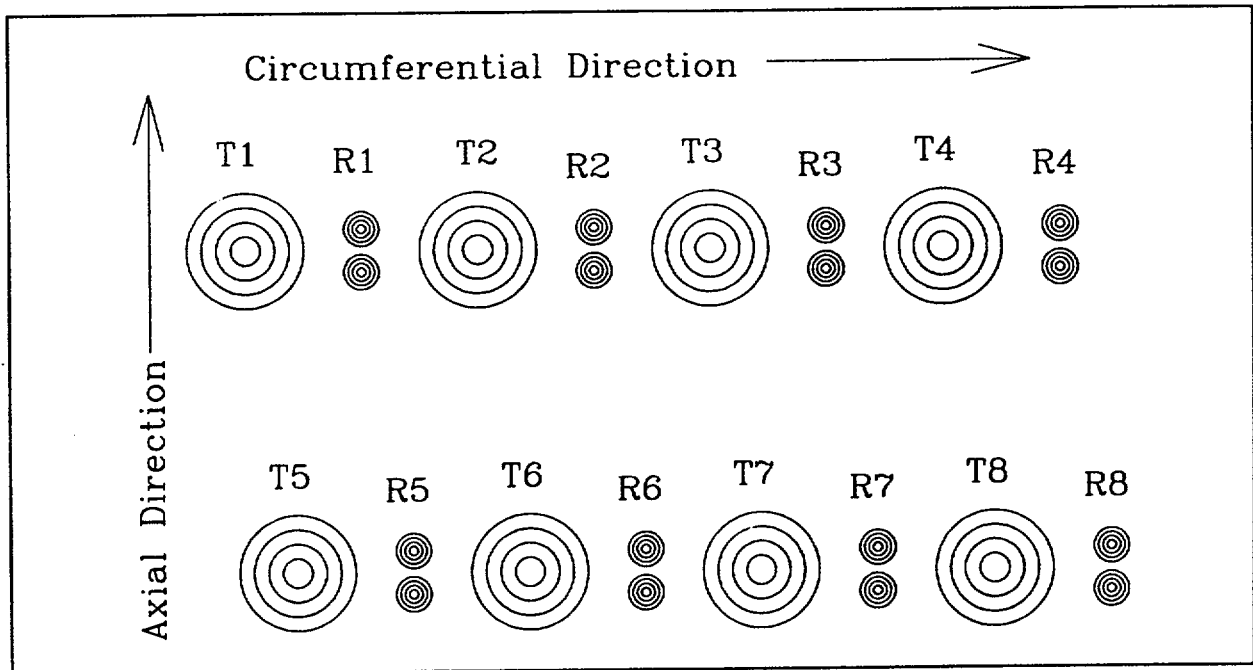 Circumferential Direction
T1 R1 T2 R2 T3 R3 T4 R4
Axial Direction
T5 R5 T6 R6 T7 R7 T8 R8